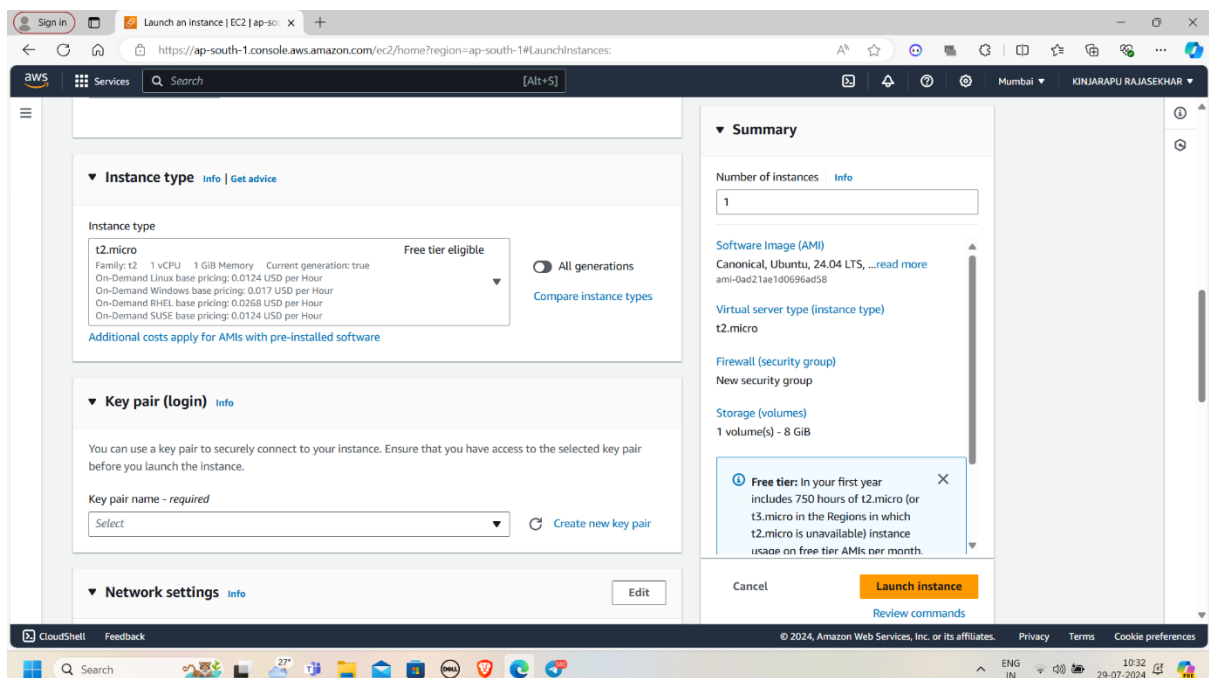 Sign in
Launch an instance | EC2 | ap-sou
https://ap-south-1.console.aws.amazon.com/ec2/home?region=ap-south-1#LaunchInstances:
aws
Services
Search
[Alt+S]
Mumbai
KINJARAPU RAJASEKHAR
Instance type Info | Get advice
Instance type
t2.micro Free tier eligible
Family: t2 1 vCPU 1 GiB Memory Current generation: true
On-Demand Linux base pricing: 0.0124 USD per Hour
On-Demand Windows base pricing: 0.017 USD per Hour
On-Demand RHEL base pricing: 0.0268 USD per Hour
On-Demand SUSE base pricing: 0.0124 USD per Hour
All generations
Compare instance types
Additional costs apply for AMIs with pre-installed software
Key pair (login) Info
You can use a key pair to securely connect to your instance. Ensure that you have access to the selected key pair
before you launch the instance.
Key pair name - required
Select
Create new key pair
Network settings Info
Edit
Summary
Number of instances Info
1
Software Image (AMI)
Canonical, Ubuntu, 24.04 LTS, ...read more
ami-0ad21ae1d0696ad58
Virtual server type (instance type)
t2.micro
Firewall (security group)
New security group
Storage (volumes)
1 volume(s) - 8 GiB
Free tier: In your first year
includes 750 hours of t2.micro (or
t3.micro in the Regions in which
t2.micro is unavailable) instance
usage on free tier AMIs per month,
Cancel
Launch instance
Review commands
CloudShell
Feedback
© 2024, Amazon Web Services, Inc. or its affiliates.
Privacy
Terms
Cookie preferences
Search
27°
DELL
ENG
IN
10:32
29-07-2024